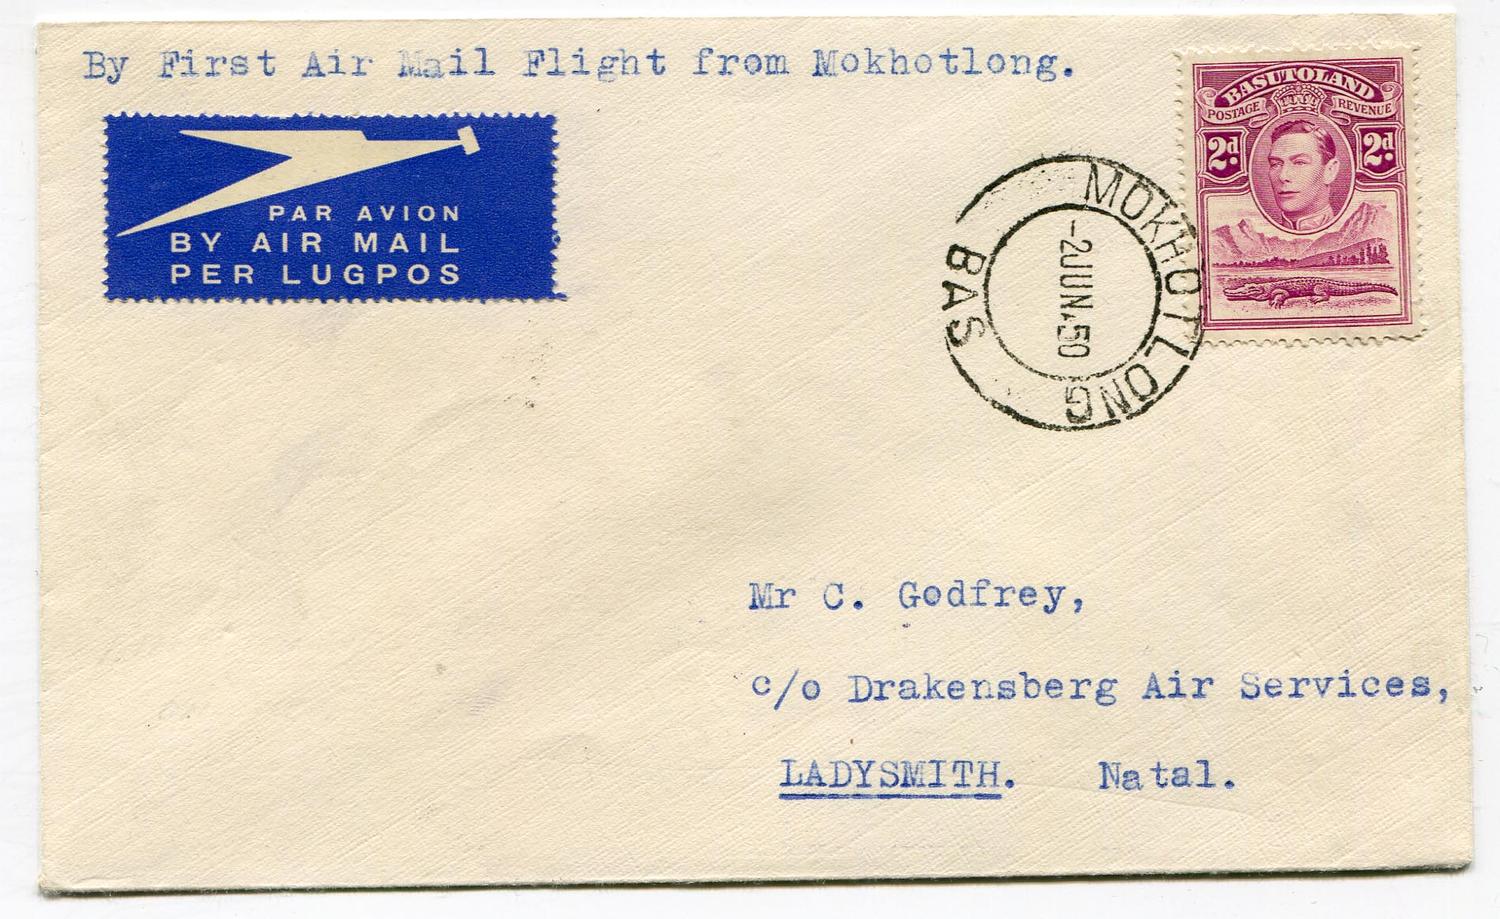 By First Air Mail Flight from Mokhotlong.
PAR AVION
BY AIR MAIL
PER LUGPOS
BASUTOLAND
POSTAGE REVENUE
2d. 2d.
MOKHOTLONG
-2JUN.50
BAS
Mr C. Godfrey,
c/o Drakensberg Air Services,
LADYSMITH. Natal.